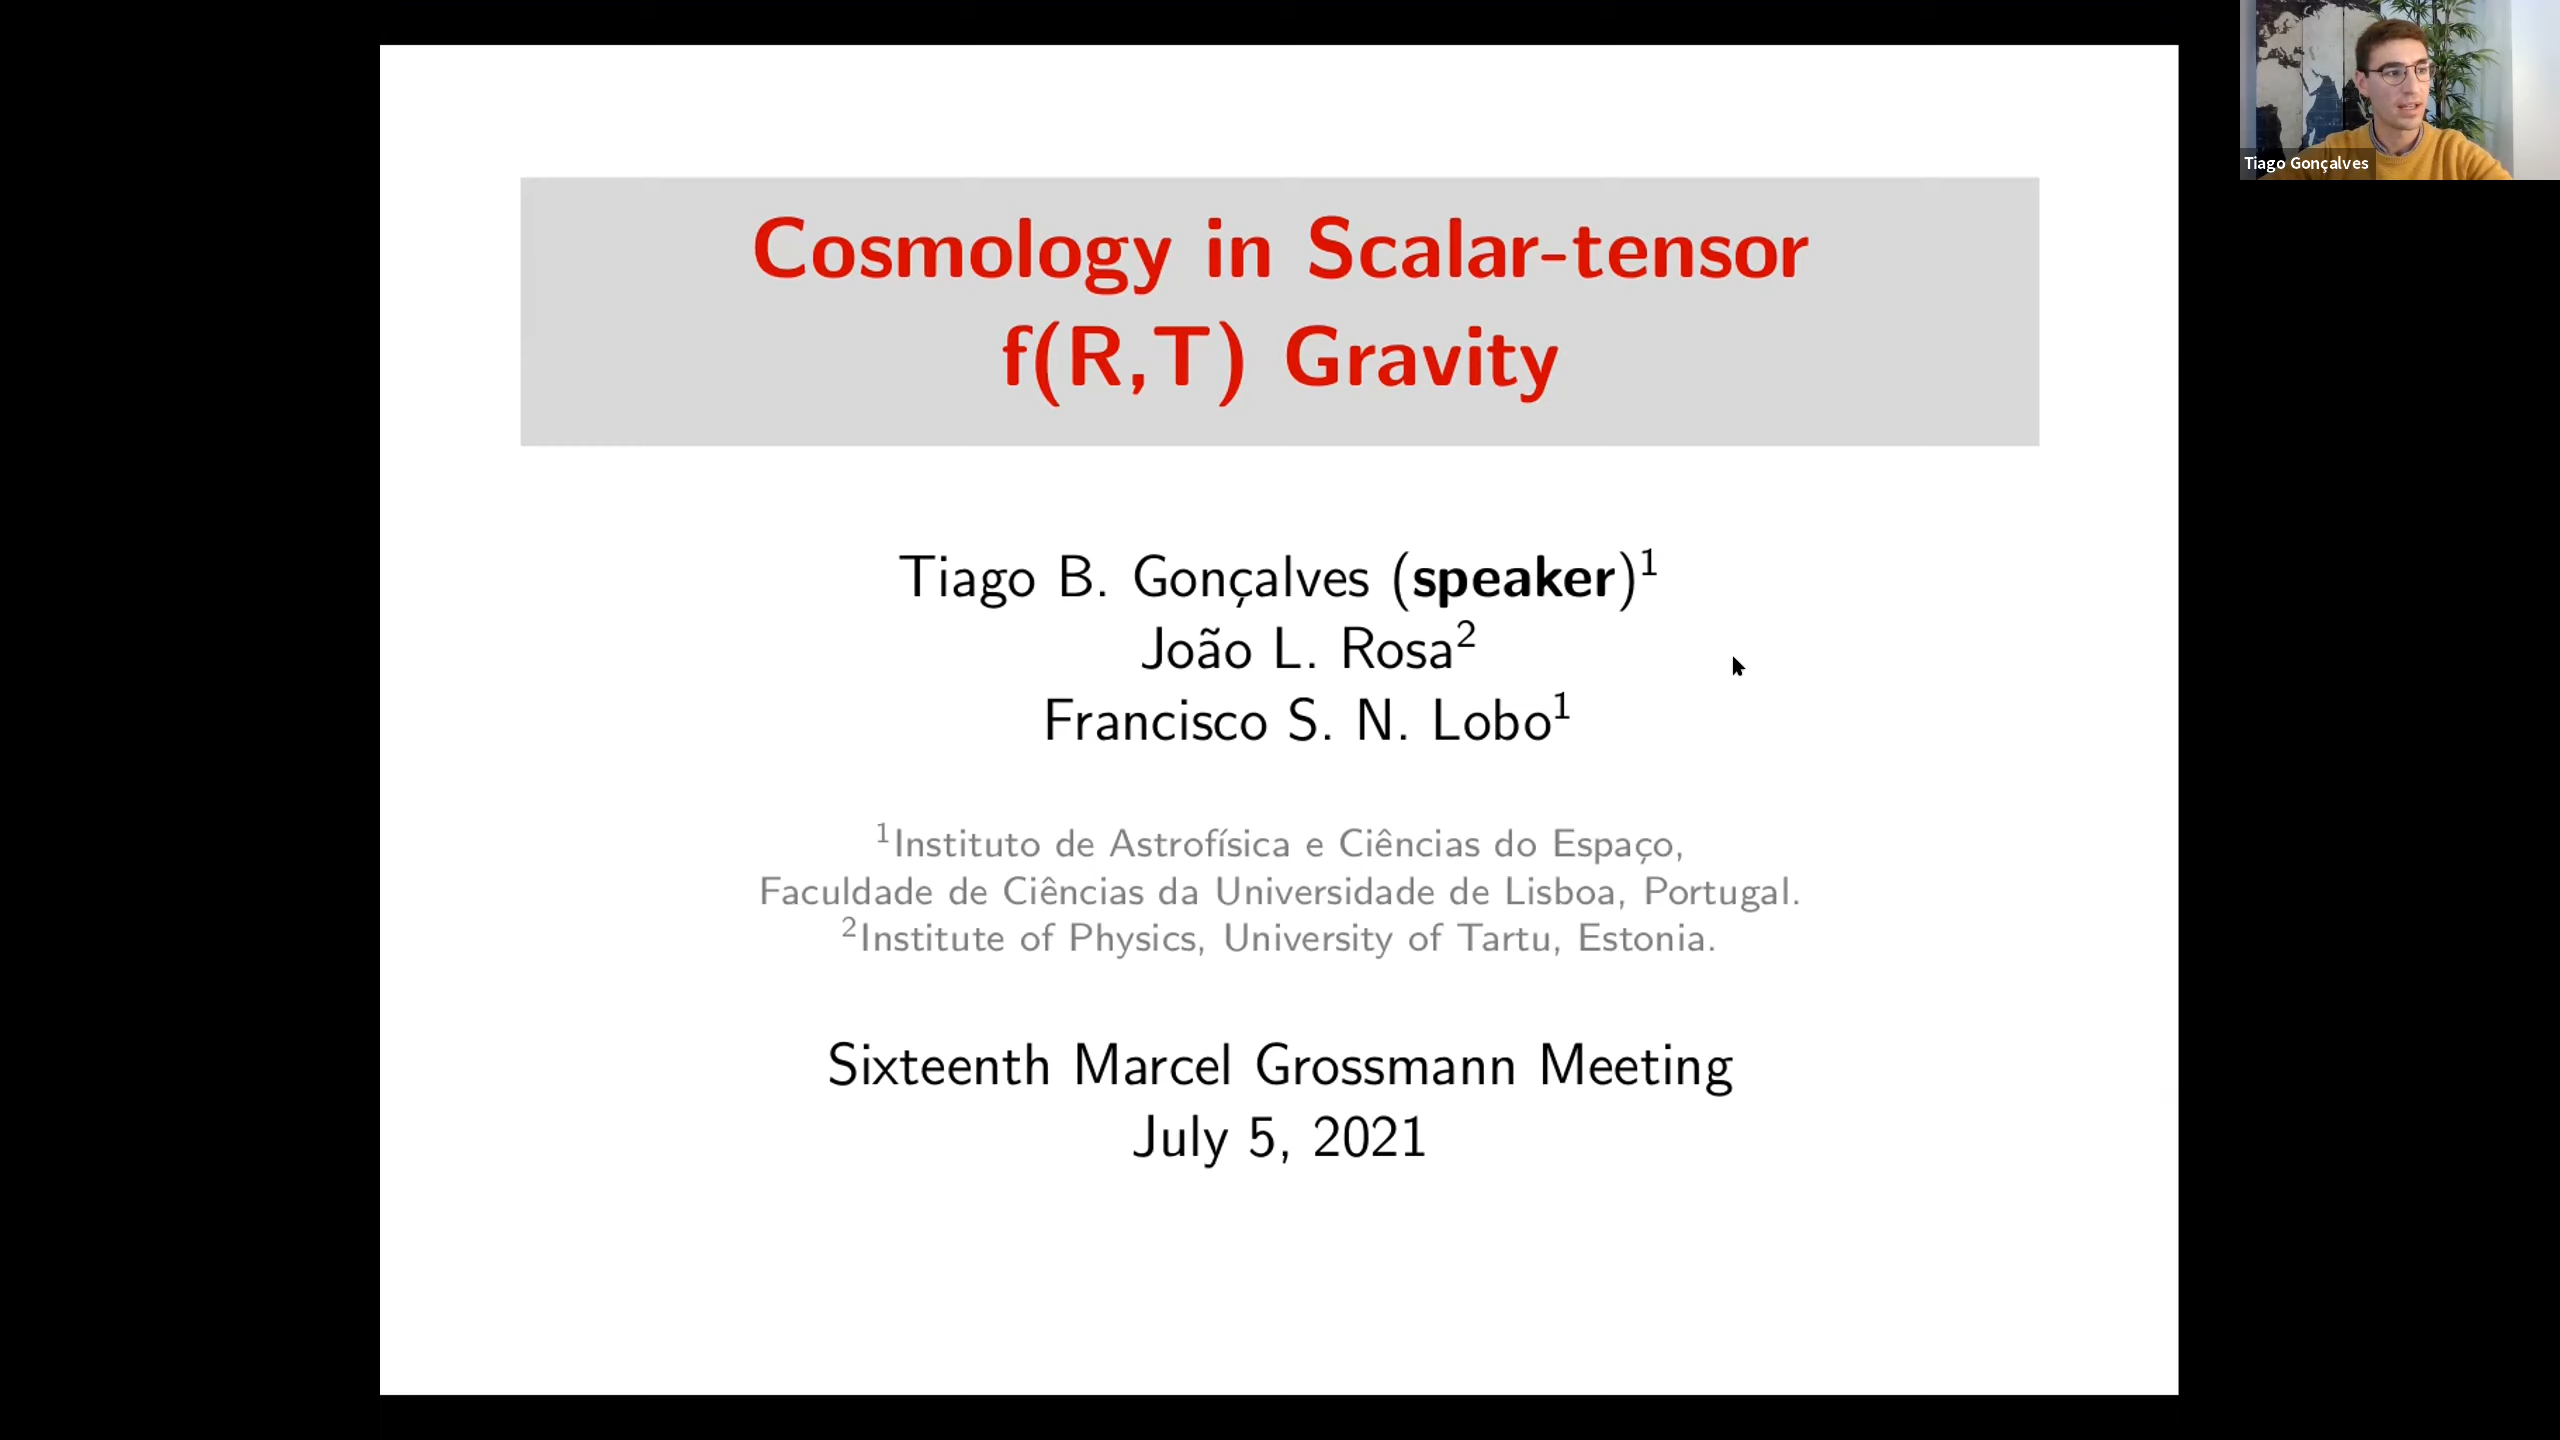 Cosmology in Scalar-tensor
f(R,T) Gravity
Tiago B. Gonçalves (speaker)¹
João L. Rosa²
Francisco S. N. Lobo¹
¹Instituto de Astrofísica e Ciências do Espaço,
Faculdade de Ciências da Universidade de Lisboa, Portugal.
²Institute of Physics, University of Tartu, Estonia.
Sixteenth Marcel Grossmann Meeting
July 5, 2021
Tiago Gonçalves